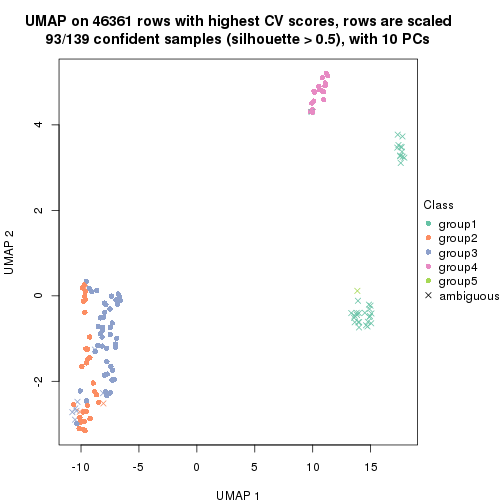 UMAP on 46361 rows with highest CV scores, rows are scaled
93/139 confident samples (silhouette > 0.5), with 10 PCs
UMAP 2
4
2
0
-2
-10
-5
0
5
10
15
UMAP 1
Class
group1
group2
group3
group4
group5
ambiguous